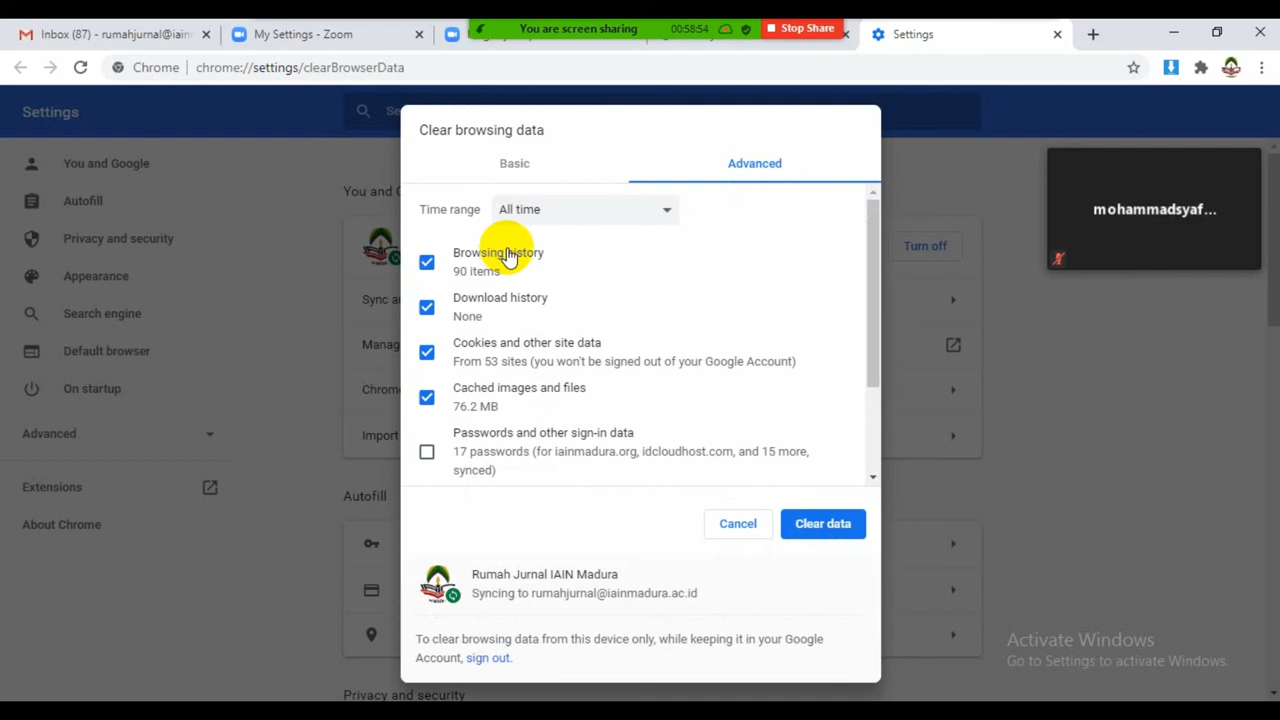 Inbox (87) - rumahjurnal@iain
My Settings - Zoom
You are screen sharing
00:58:54
Stop Share
Settings
Chrome
chrome://settings/clearBrowserData
Settings
You and Google
Autofill
Privacy and security
Appearance
Search engine
Default browser
On startup
Advanced
Extensions
About Chrome
You and G
Sync a
Manag
Chrom
Import
Turn off
Autofill
Privacy and security
Clear browsing data
Basic
Advanced
Time range
All time
Browsing history
90 items
Download history
None
Cookies and other site data
From 53 sites (you won't be signed out of your Google Account)
Cached images and files
76.2 MB
Passwords and other sign-in data
17 passwords (for iainmadura.org, idcloudhost.com, and 15 more,
synced)
Cancel
Clear data
Rumah Jurnal IAIN Madura
Syncing to rumahjurnal@iainmadura.ac.id
To clear browsing data from this device only, while keeping it in your Google
Account, sign out.
mohammadsyaf...
Activate Windows
Go to Settings to activate Windows.